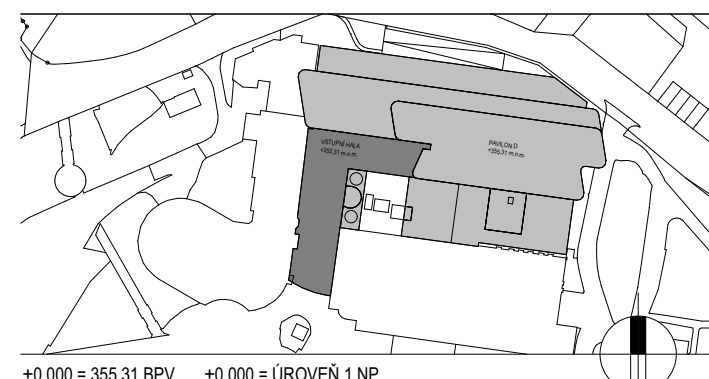 VSTUPNÍ HALA
+355,31 m.n.m.
PAVILON D
+355,31 m.n.m.
±0,000 = 355,31 BPV ±0,000 = ÚROVEŇ 1.NP